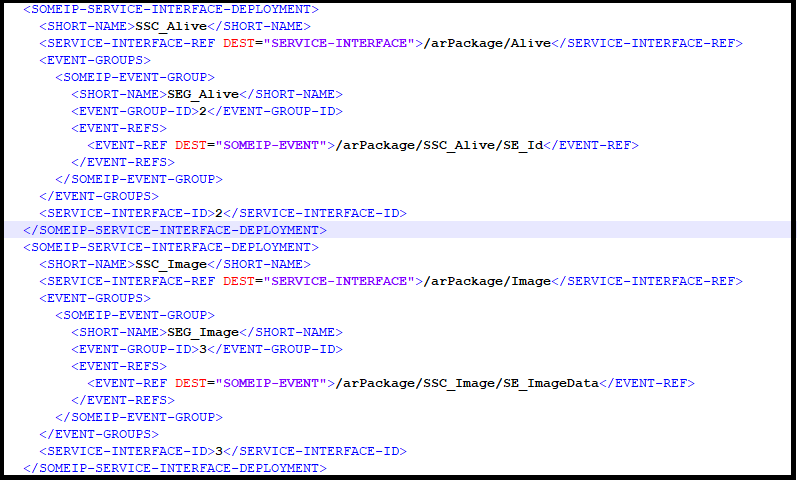 <SOMEIP-SERVICE-INTERFACE-DEPLOYMENT>
<SHORT-NAME>SSC_Alive</SHORT-NAME>
<SERVICE-INTERFACE-REF DEST="SERVICE-INTERFACE">/arPackage/Alive</SERVICE-INTERFACE-REF>
<EVENT-GROUPS>
<SOMEIP-EVENT-GROUP>
<SHORT-NAME>SEG_Alive</SHORT-NAME>
<EVENT-GROUP-ID>2</EVENT-GROUP-ID>
<EVENT-REFS>
<EVENT-REF DEST="SOMEIP-EVENT">/arPackage/SSC_Alive/SE_Id</EVENT-REF>
</EVENT-REFS>
</SOMEIP-EVENT-GROUP>
</EVENT-GROUPS>
<SERVICE-INTERFACE-ID>2</SERVICE-INTERFACE-ID>
</SOMEIP-SERVICE-INTERFACE-DEPLOYMENT>
<SOMEIP-SERVICE-INTERFACE-DEPLOYMENT>
<SHORT-NAME>SSC_Image</SHORT-NAME>
<SERVICE-INTERFACE-REF DEST="SERVICE-INTERFACE">/arPackage/Image</SERVICE-INTERFACE-REF>
<EVENT-GROUPS>
<SOMEIP-EVENT-GROUP>
<SHORT-NAME>SEG_Image</SHORT-NAME>
<EVENT-GROUP-ID>3</EVENT-GROUP-ID>
<EVENT-REFS>
<EVENT-REF DEST="SOMEIP-EVENT">/arPackage/SSC_Image/SE_ImageData</EVENT-REF>
</EVENT-REFS>
</SOMEIP-EVENT-GROUP>
</EVENT-GROUPS>
<SERVICE-INTERFACE-ID>3</SERVICE-INTERFACE-ID>
</SOMEIP-SERVICE-INTERFACE-DEPLOYMENT>